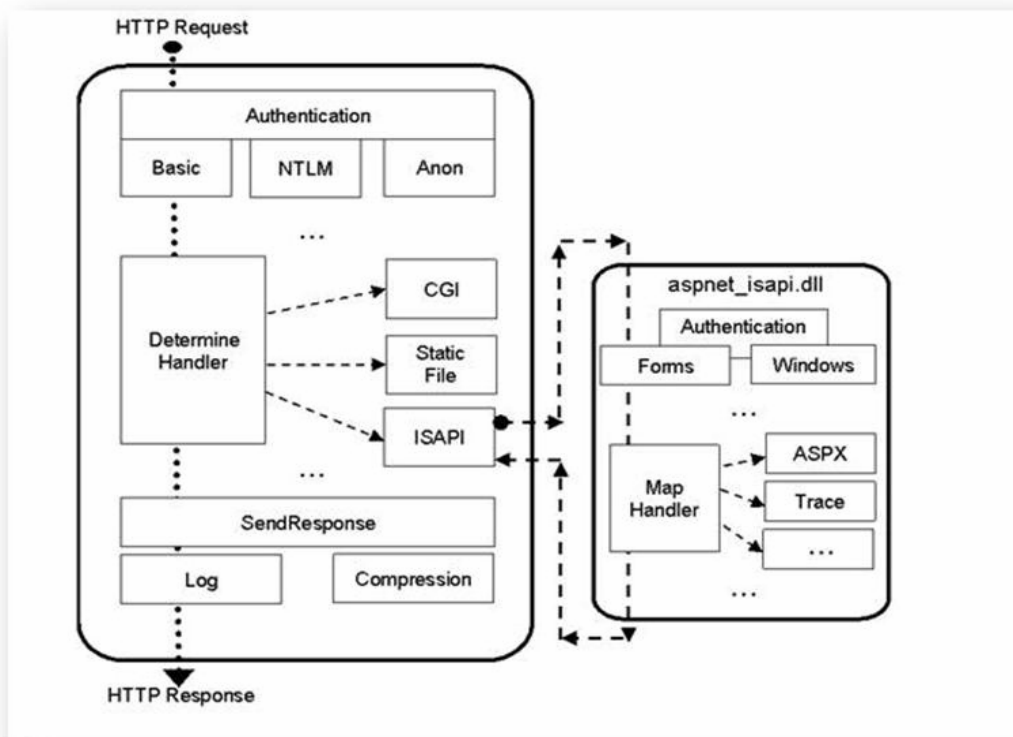 HTTP Request
Authentication
Basic
NTLM
Anon
...
Determine
Handler
CGI
Static
File
ISAPI
...
SendResponse
Log
Compression
HTTP Response
aspnet_isapi.dll
Authentication
Forms
Windows
...
Map
Handler
ASPX
Trace
...
...